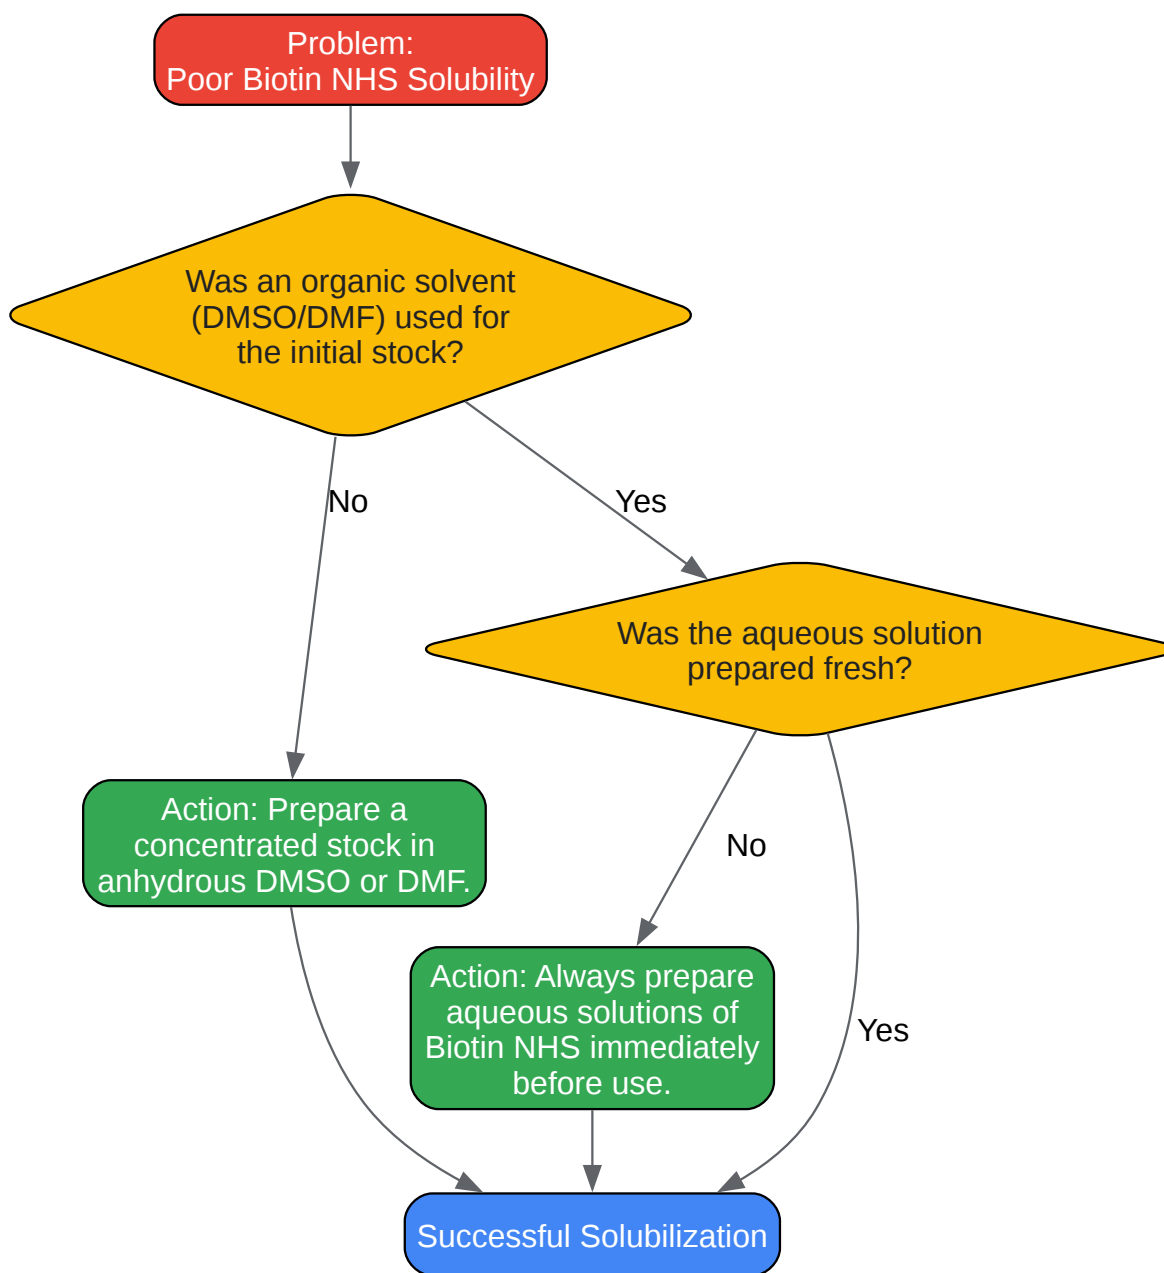 Problem:
Poor Biotin NHS Solubility
Was an organic solvent
(DMSO/DMF) used for
the initial stock?
No
Yes
Was the aqueous solution
prepared fresh?
Action: Prepare a
concentrated stock in
anhydrous DMSO or DMF.
No
Action: Always prepare
aqueous solutions of
Biotin NHS immediately
before use.
Yes
Successful Solubilization